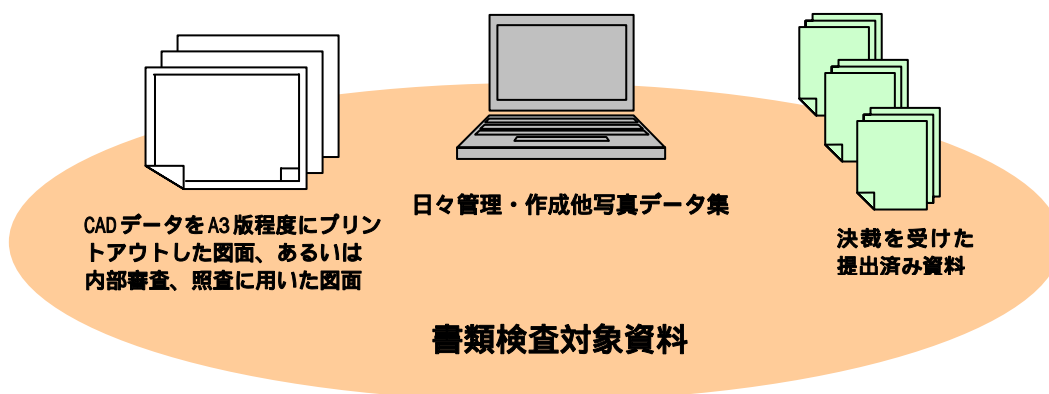 CADデータをA3版程度にプリン
トアウトした図面、あるいは
内部審査、照査に用いた図面
日々管理・作成他写真データ集
決裁を受けた
提出済み資料
書類検査対象資料